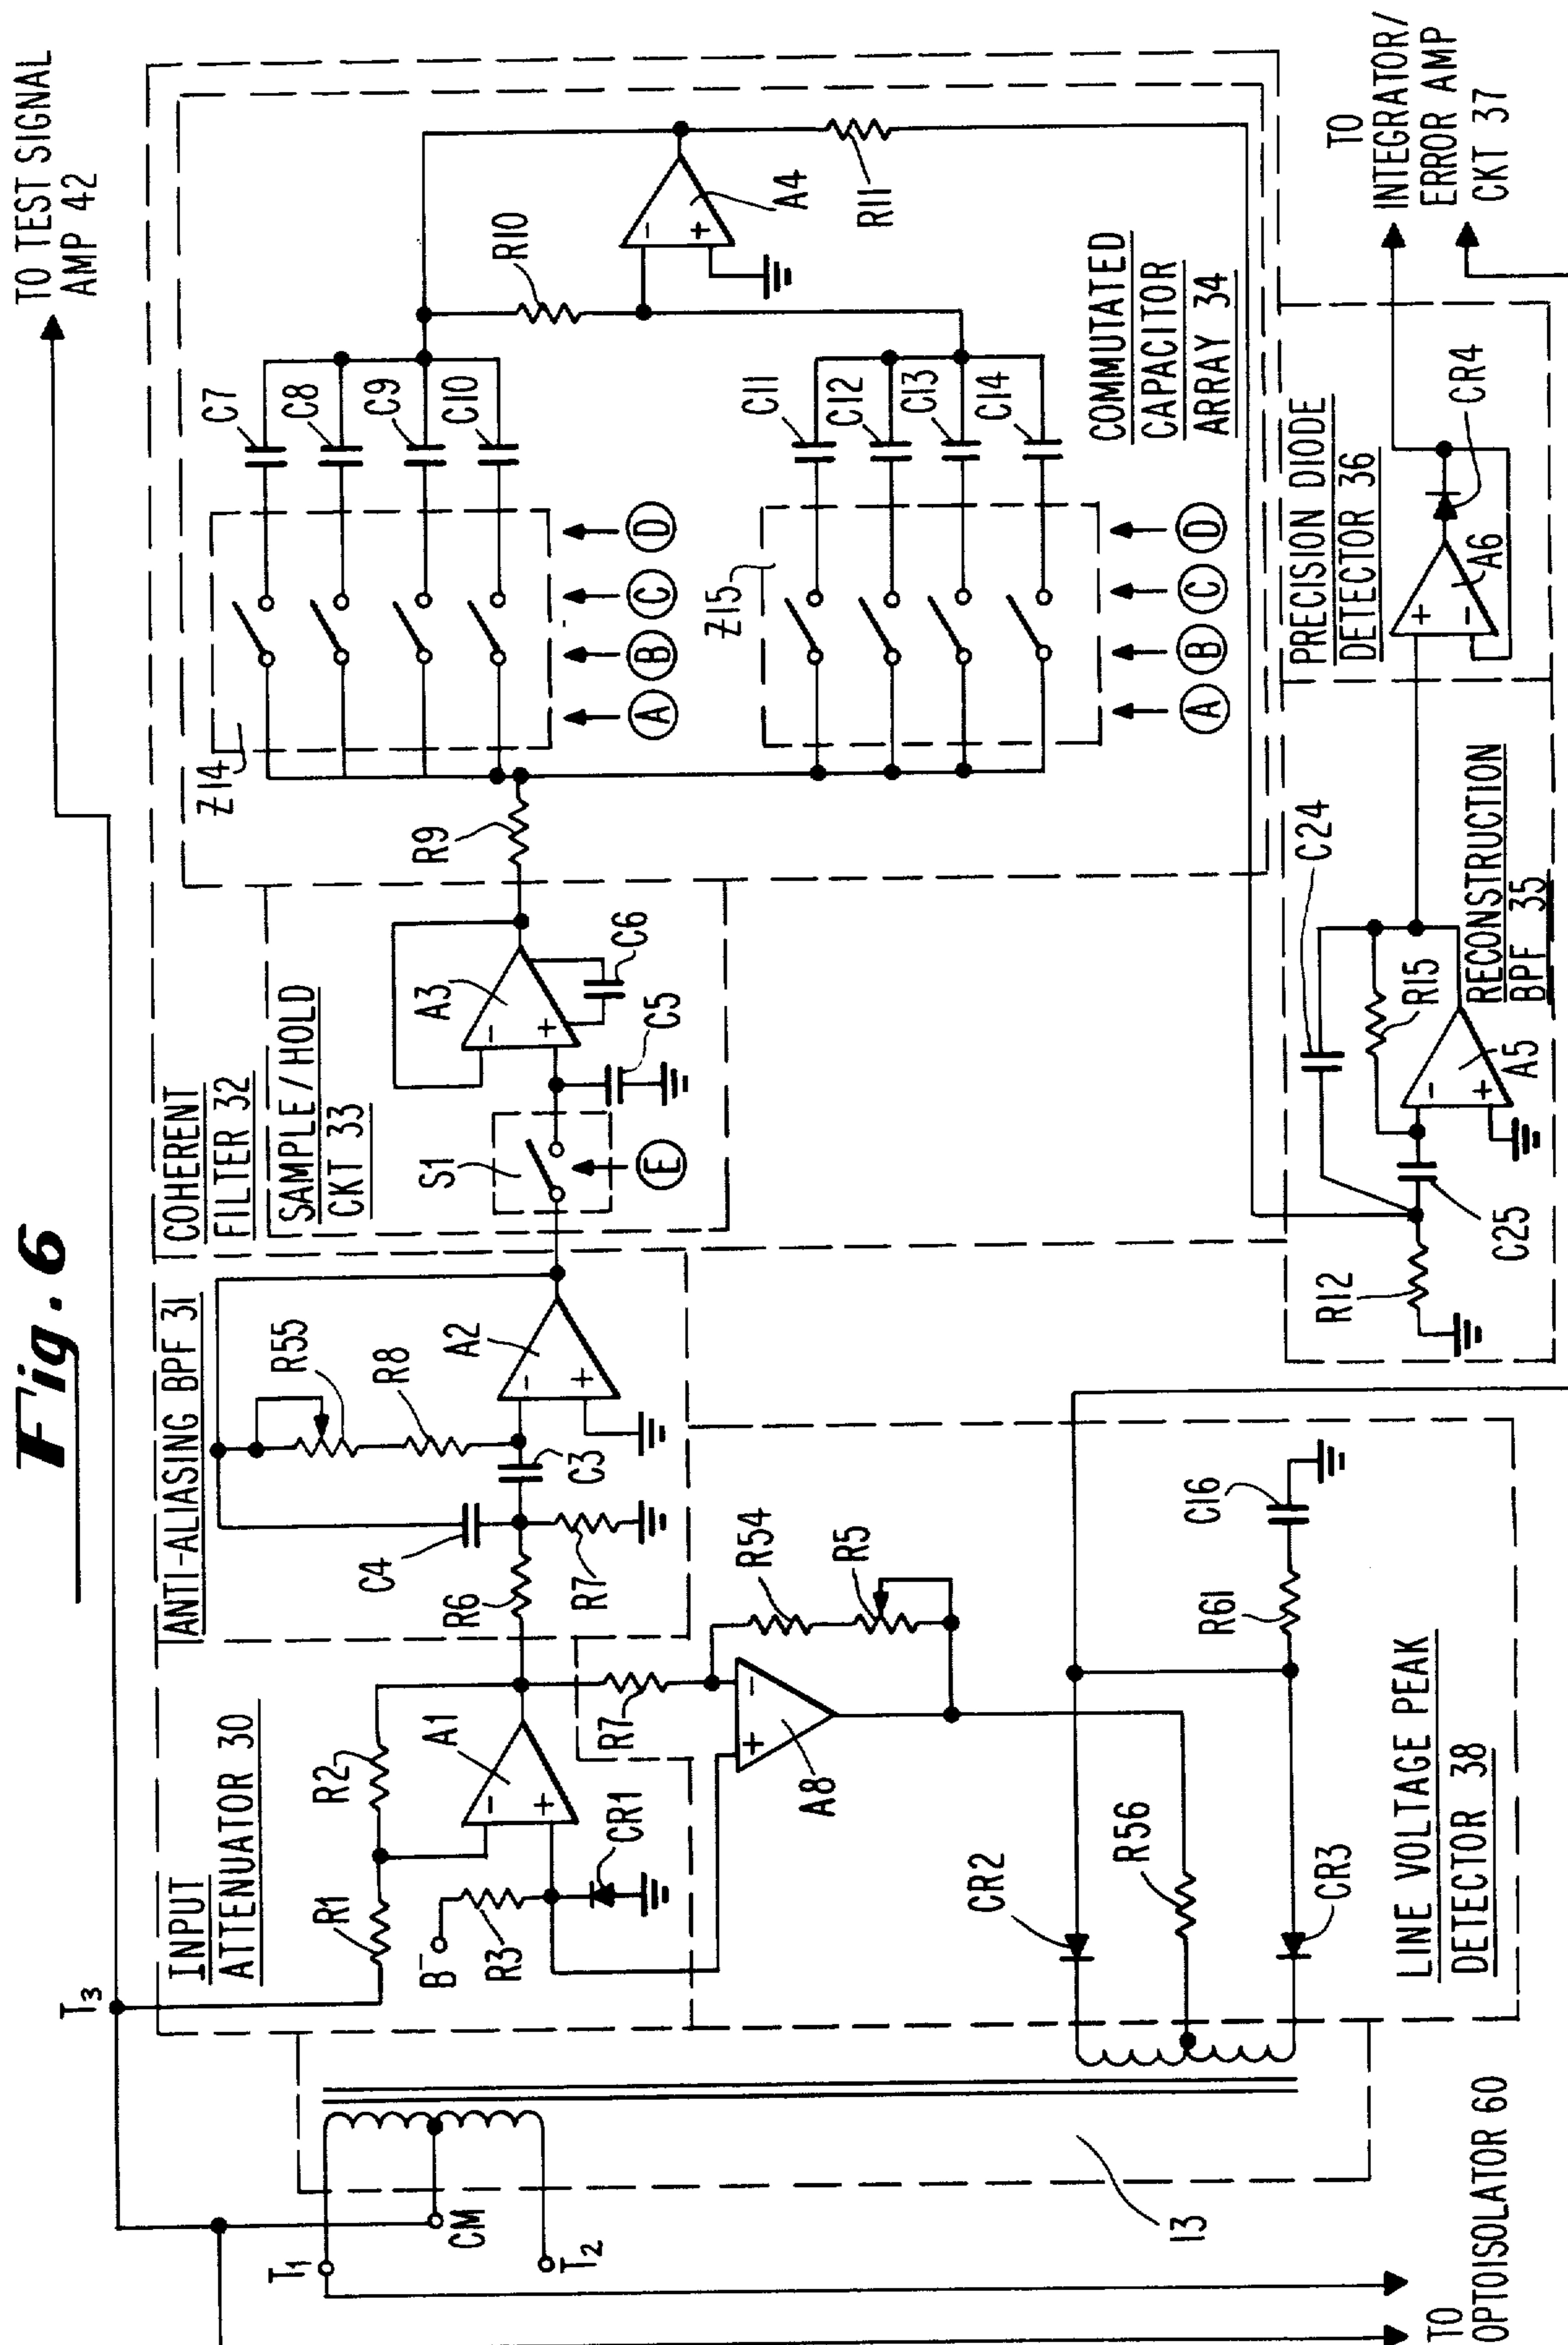 Fig. 6
TO TEST SIGNAL
AMP 42
T3
INPUT
ATTENUATOR 30
R1
R2
A1
-
+
B-
R3
CR1
ANTI-ALIASING BPF 31
R55
R8
A2
-
+
C4
C3
R6
R7
COHERENT
FILTER 32
SAMPLE/HOLD
CKT 33
S1
E
A3
-
+
C6
C5
R9
Z14
A
B
C
D
C7
C8
C9
C10
Z15
A
B
C
D
C11
C12
C13
C14
R10
A4
-
+
R11
COMMUTATED
CAPACITOR
ARRAY 34
R7
A8
+
-
R54
R5
CR2
R56
CR3
R61
C16
LINE VOLTAGE PEAK
DETECTOR 38
R12
C25
C24
R15
A5
-
+
RECONSTRUCTION
BPF 35
PRECISION DIODE
DETECTOR 36
A6
+
-
CR4
TO
INTEGRATOR/
ERROR AMP
CKT 37
T1
CM
T2
13
TO
OPTOISOLATOR 60